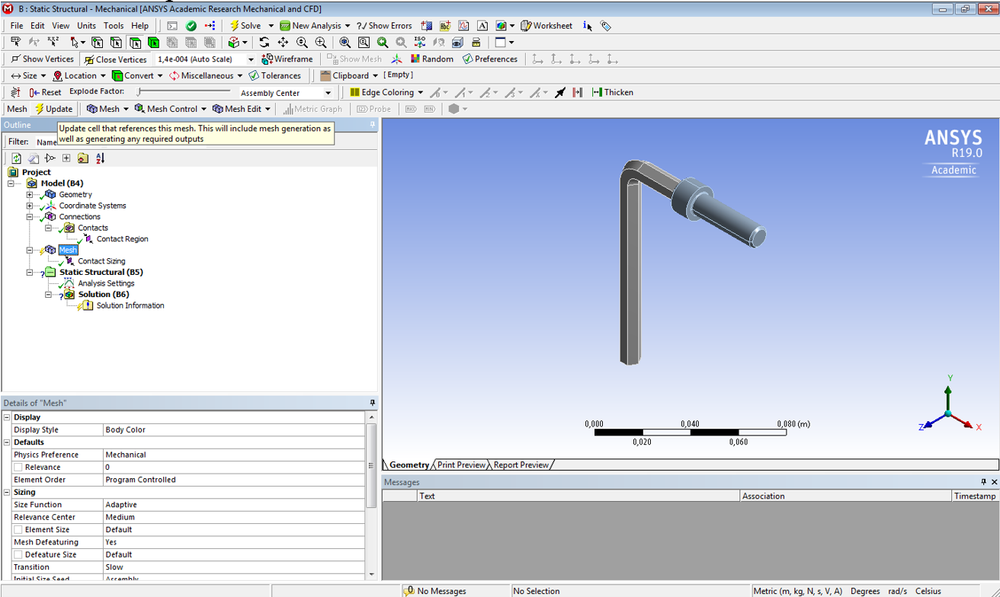 B : Static Structural - Mechanical [ANSYS Academic Research Mechanical and CFD]
File Edit View Units Tools Help Solve New Analysis ?/ Show Errors Worksheet
Show Vertices Close Vertices 1,4e-004 (Auto Scale) Wireframe Show Mesh Random Preferences
Size Location Convert Miscellaneous Tolerances Clipboard [ Empty ]
Reset Explode Factor: Assembly Center Edge Coloring Thicken
Mesh Update Mesh Mesh Control Mesh Edit Metric Graph Probe
Outline
Update cell that references this mesh. This will include mesh generation as
well as generating any required outputs
Filter: Name
Project
Model (B4)
Geometry
Coordinate Systems
Connections
Contacts
Contact Region
Mesh
Contact Sizing
Static Structural (B5)
Analysis Settings
Solution (B6)
Solution Information
Details of "Mesh"
Display
Display Style Body Color
Defaults
Physics Preference Mechanical
Relevance 0
Element Order Program Controlled
Sizing
Size Function Adaptive
Relevance Center Medium
Element Size Default
Mesh Defeaturing Yes
Defeature Size Default
Transition Slow
Initial Size Seed Assembly
ANSYS
R19.0
Academic
Y
Z
X
0,000 0,040 0,080 (m)
0,020 0,060
Geometry Print Preview Report Preview
Messages
Text Association Timestamp
No Messages No Selection Metric (m, kg, N, s, V, A) Degrees rad/s Celsius